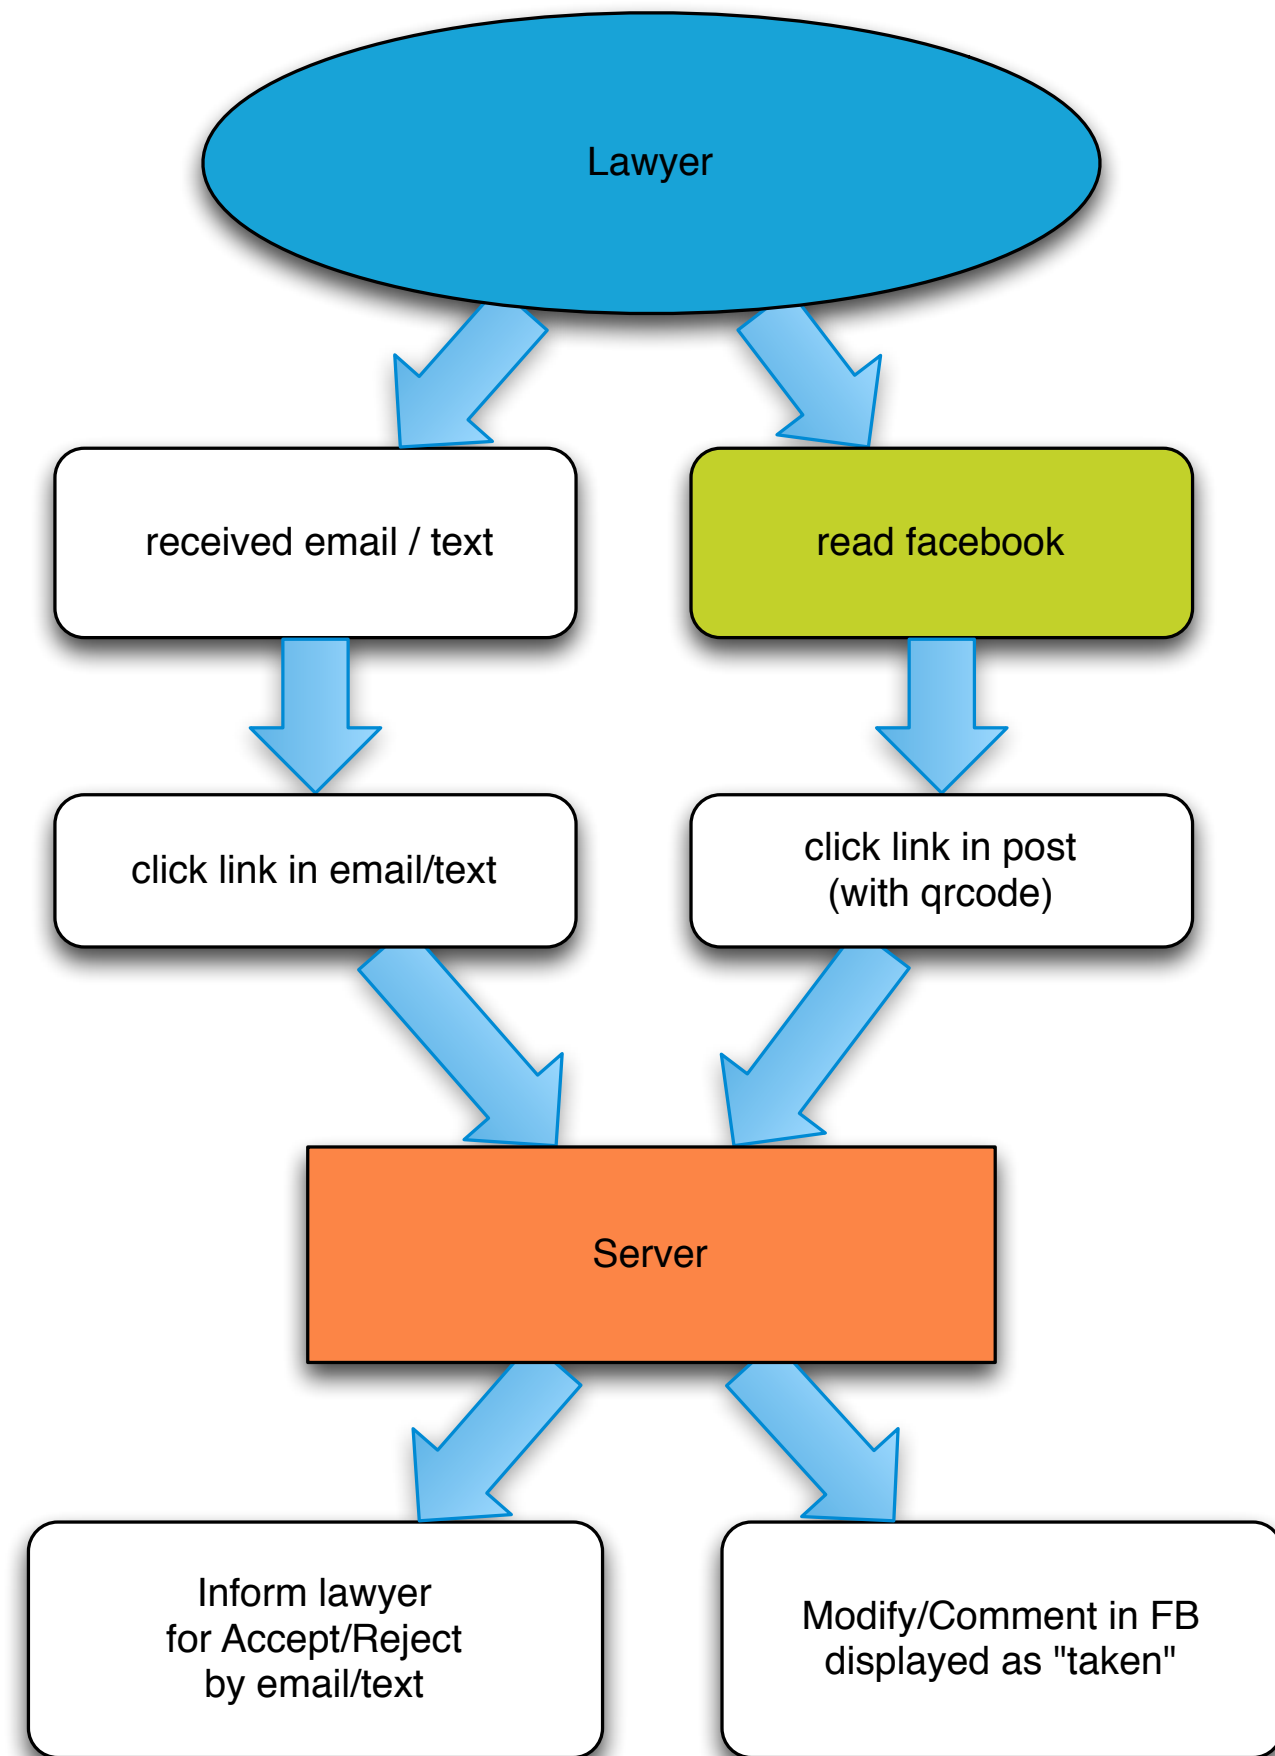 Lawyer
received email / text
read facebook
click link in email/text
click link in post
(with qrcode)
Server
Inform lawyer
for Accept/Reject
by email/text
Modify/Comment in FB
displayed as "taken"